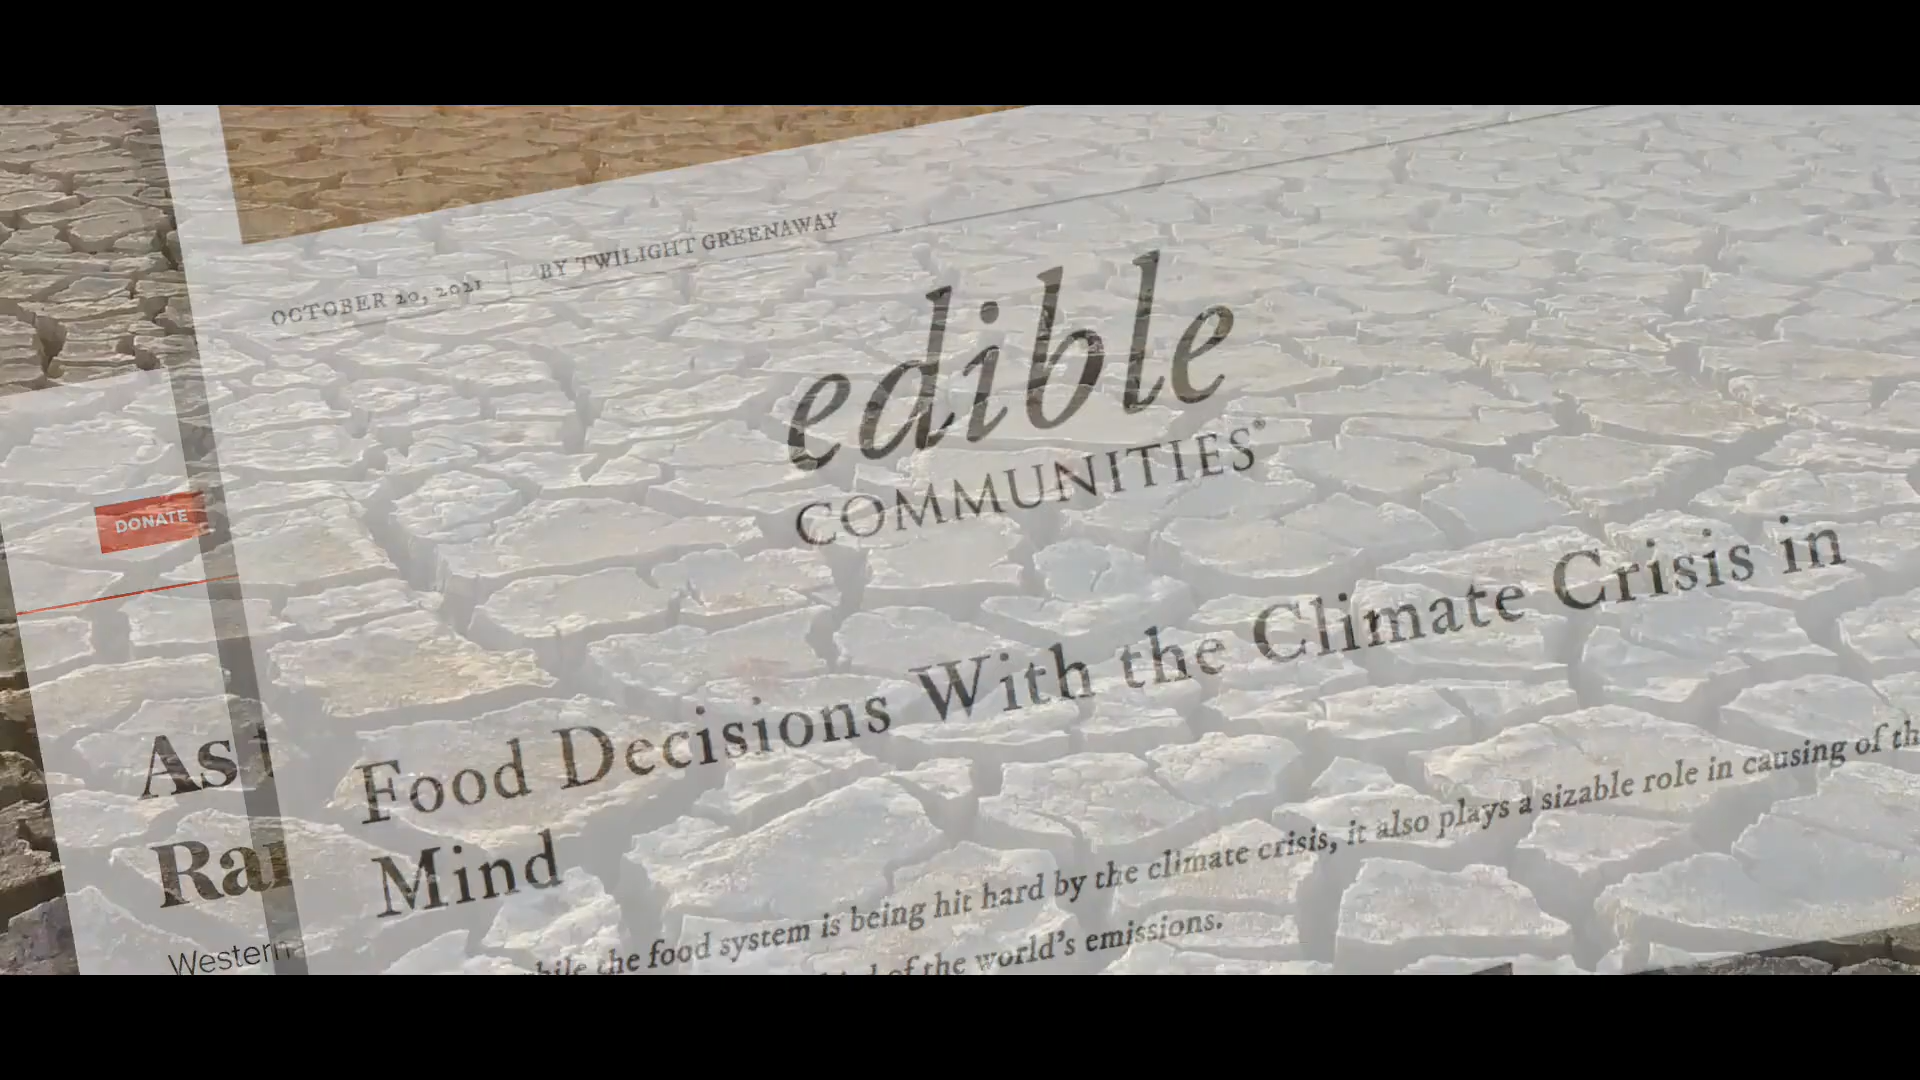 OCTOBER 20, 2021 | BY TWILIGHT GREENAWAY
edible
COMMUNITIES®
DONATE
Food Decisions With the Climate Crisis in
Mind
the food system is being hit hard by the climate crisis, it also plays a sizable role in causing of
of the world's emissions.
As
Western